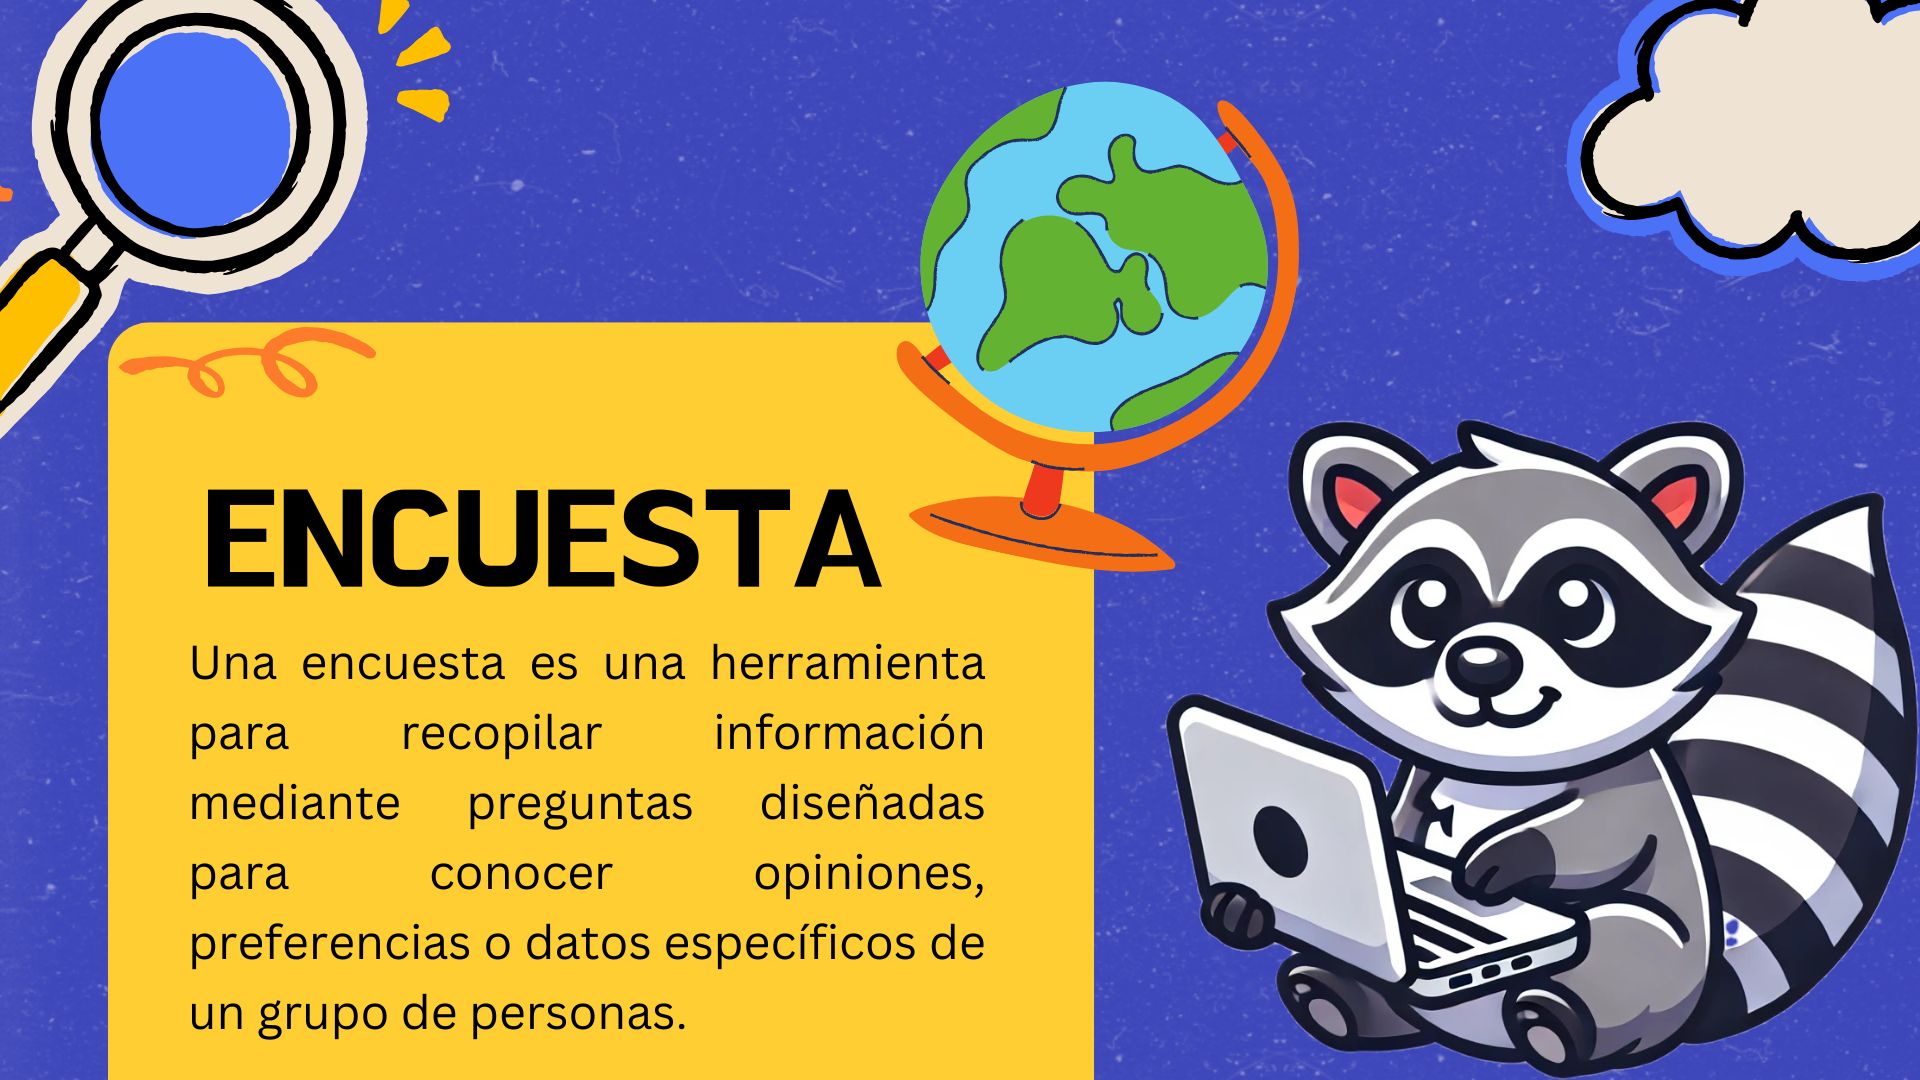 ENCUESTA
Una encuesta es una herramienta
para recopilar información
mediante preguntas diseñadas
para conocer opiniones,
preferencias o datos específicos de
un grupo de personas.